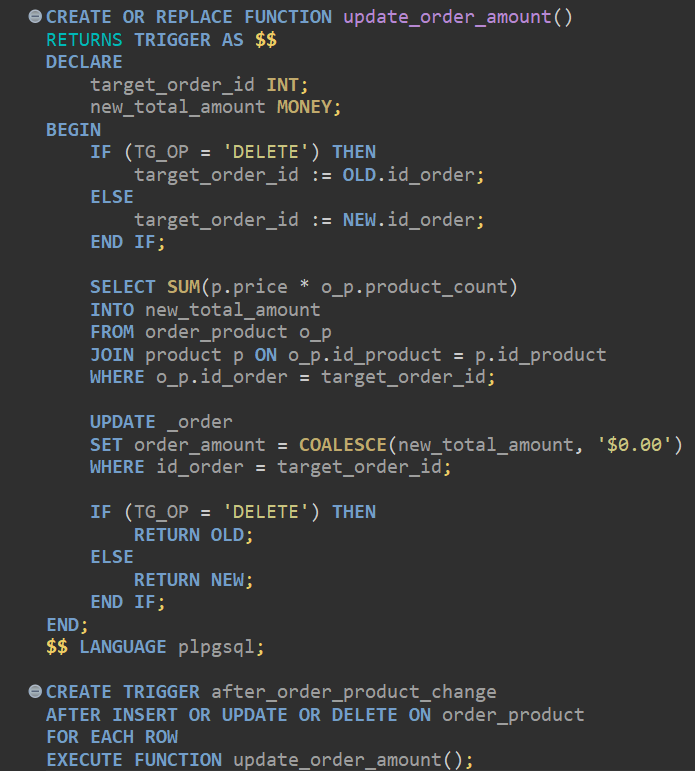 CREATE OR REPLACE FUNCTION update_order_amount()
RETURNS TRIGGER AS $$
DECLARE
    target_order_id INT;
    new_total_amount MONEY;
BEGIN
    IF (TG_OP = 'DELETE') THEN
        target_order_id := OLD.id_order;
    ELSE
        target_order_id := NEW.id_order;
    END IF;

    SELECT SUM(p.price * o_p.product_count)
    INTO new_total_amount
    FROM order_product o_p
    JOIN product p ON o_p.id_product = p.id_product
    WHERE o_p.id_order = target_order_id;

    UPDATE _order
    SET order_amount = COALESCE(new_total_amount, '$0.00')
    WHERE id_order = target_order_id;

    IF (TG_OP = 'DELETE') THEN
        RETURN OLD;
    ELSE
        RETURN NEW;
    END IF;
END;
$$ LANGUAGE plpgsql;

CREATE TRIGGER after_order_product_change
AFTER INSERT OR UPDATE OR DELETE ON order_product
FOR EACH ROW
EXECUTE FUNCTION update_order_amount();